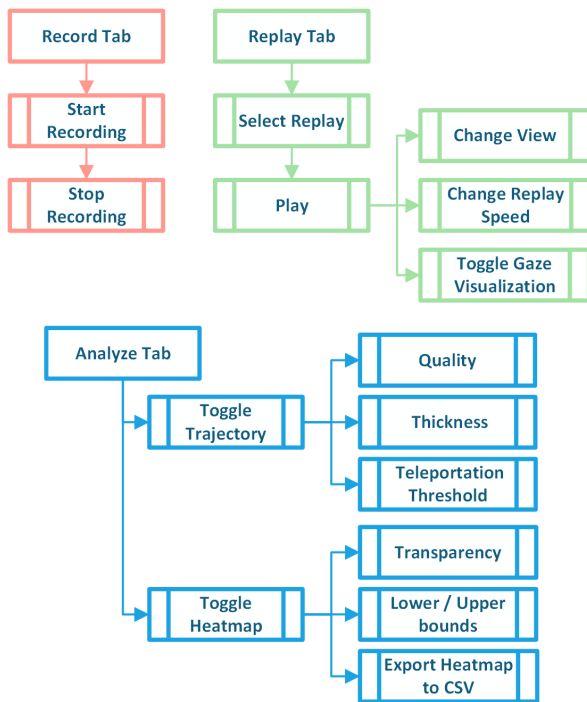 Record Tab
Start
Recording
Stop
Recording
Replay Tab
Select Replay
Play
Change View
Change Replay
Speed
Toggle Gaze
Visualization
Analyze Tab
Toggle
Trajectory
Quality
Thickness
Teleportation
Threshold
Toggle
Heatmap
Transparency
Lower / Upper
bounds
Export Heatmap
to CSV